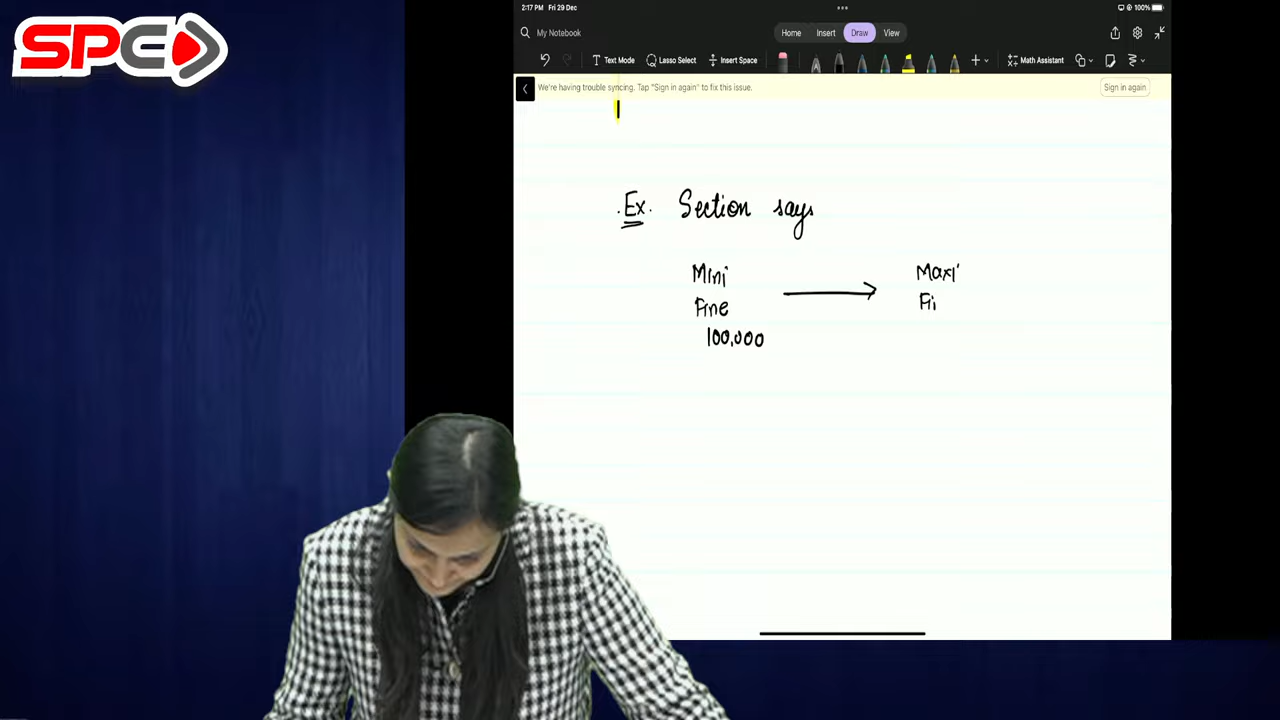 SPC
2:17 PM Fri 29 Dec
100%
My Notebook
Home Insert Draw View
Text Mode Lasso Select Insert Space Math Assistant
We're having trouble syncing. Tap "Sign in again" to fix this issue. Sign in again
Ex. Section says
Mini Maxi
Fine Fi
100,000